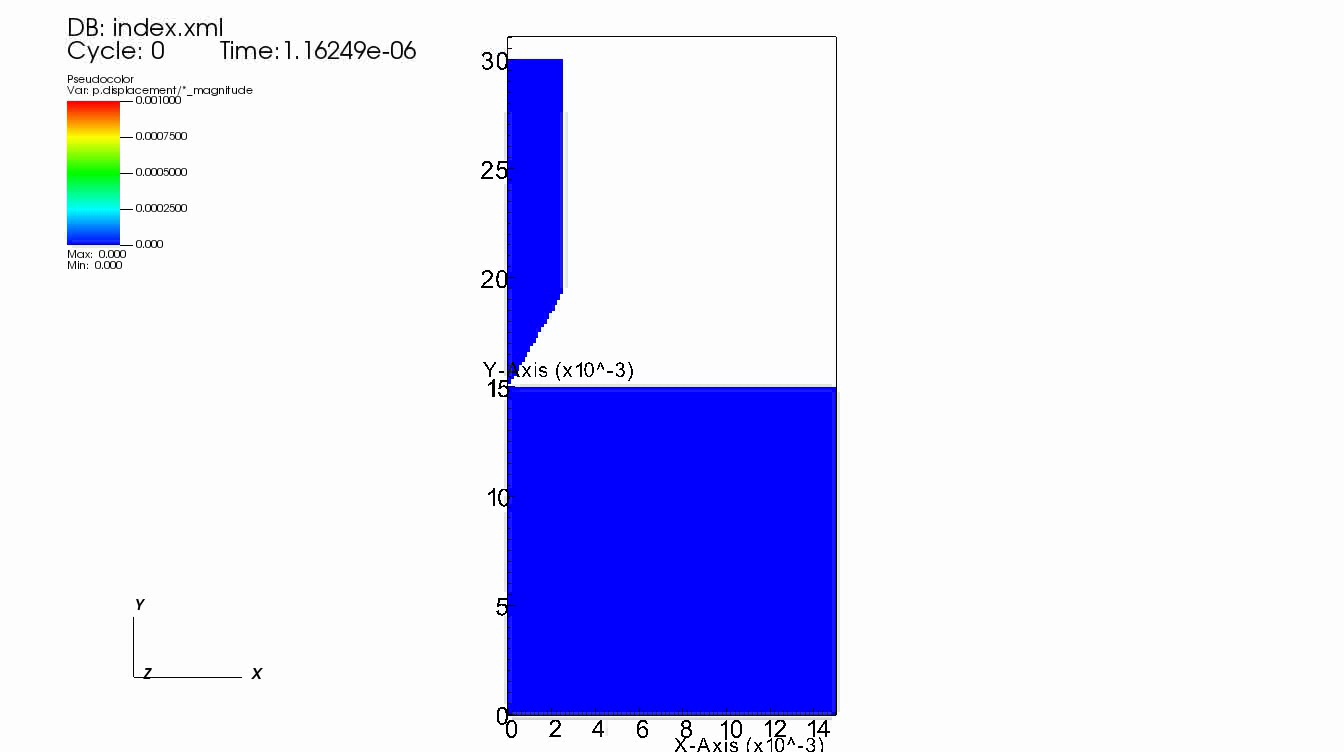 DB: index.xml
Cycle: 0 Time:1.16249e-06
Pseudocolor
Var: p.displacement/*_magnitude
0.001000
0.0007500
0.0005000
0.0002500
0.000
Max: 0.000
Min: 0.000
30
25
20
Y-Axis (x10^-3)
15
10
5
0
0 2 4 6 8 10 12 14
X-Axis (x10^-3)
Y
Z X